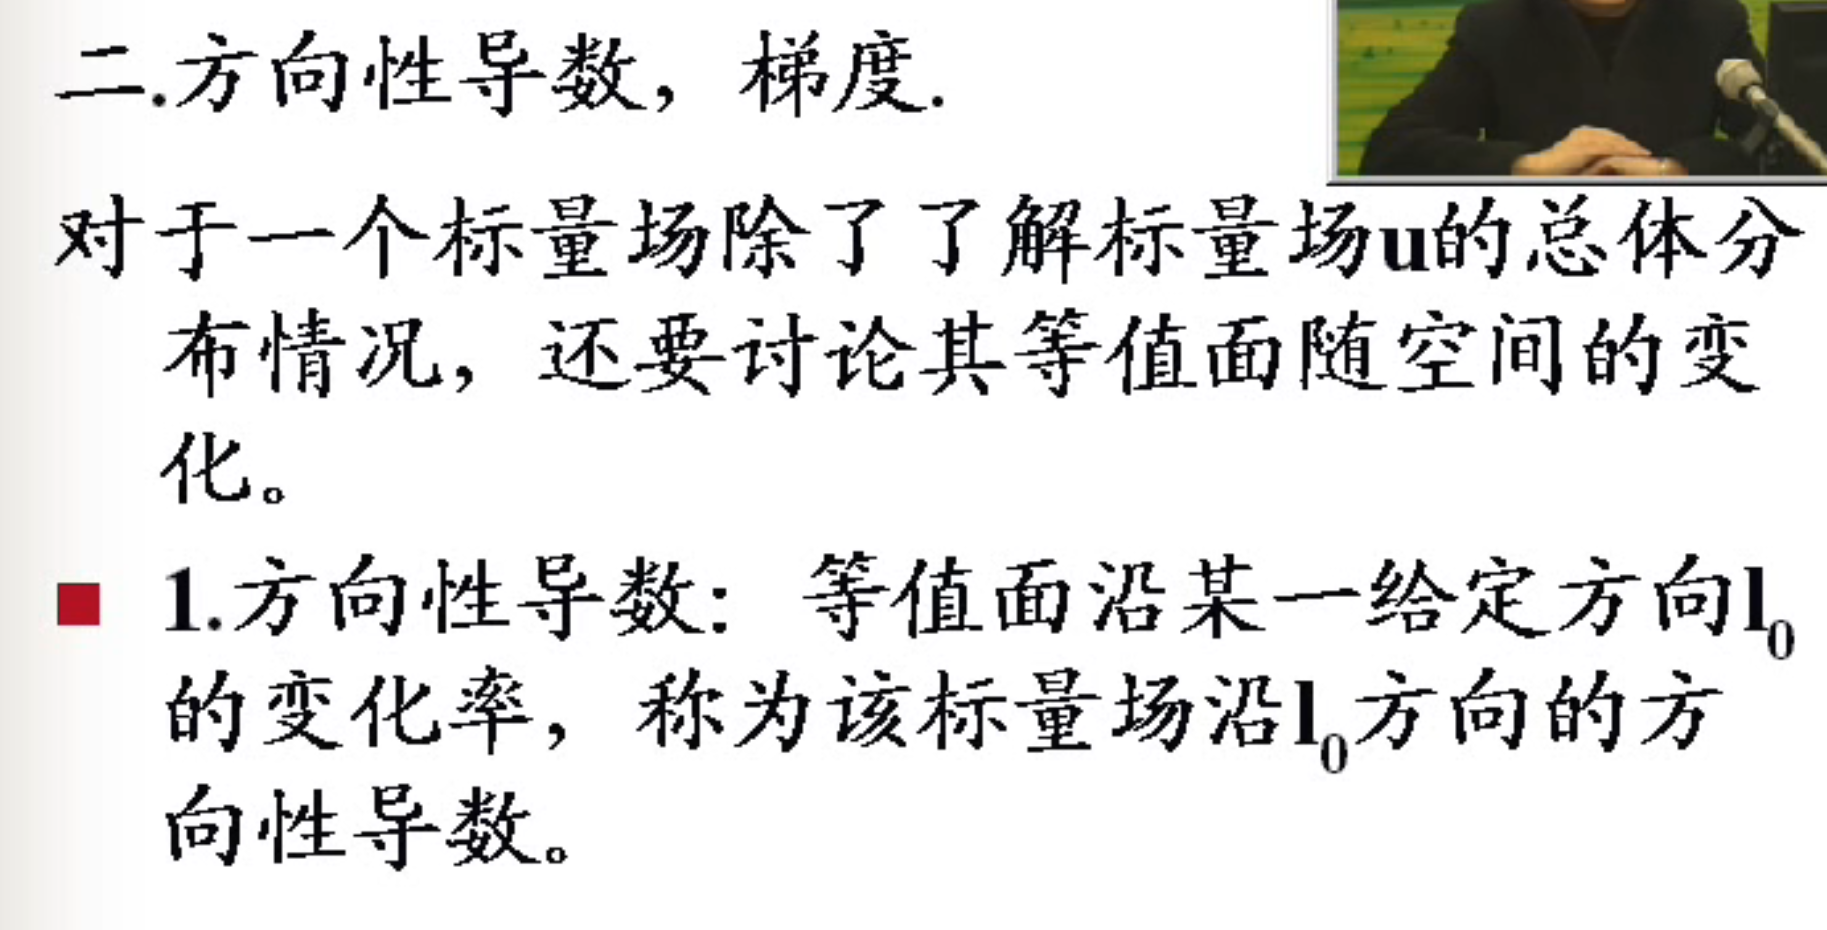 二.方向性导数，梯度.
对于一个标量场除了了解标量场u的总体分
布情况，还要讨论其等值面随空间的变
化。
1.方向性导数：等值面沿某一给定方向l₀
的变化率，称为该标量场沿l₀方向的方
向性导数。